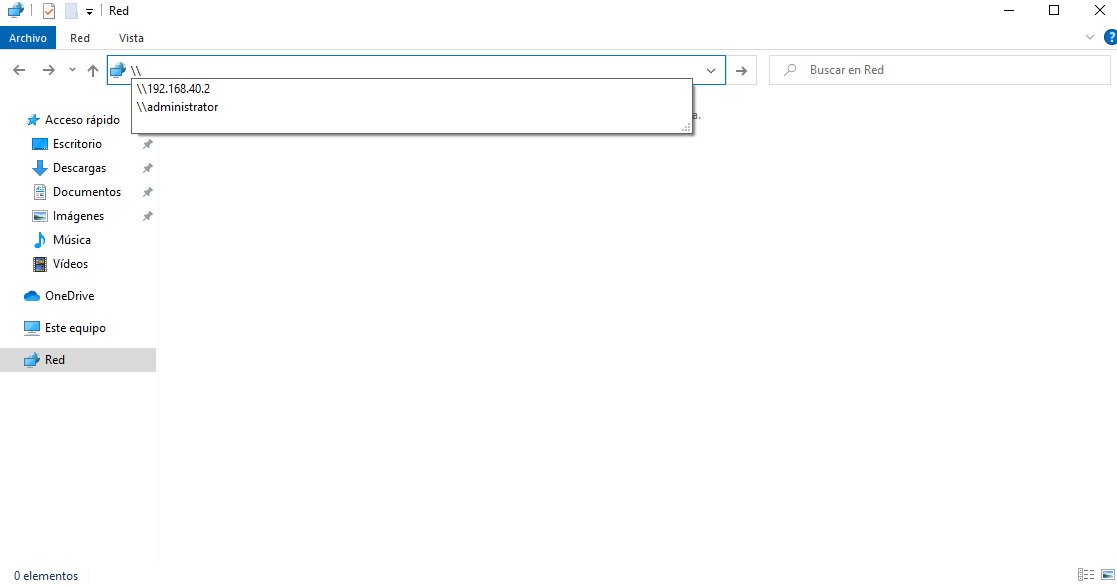 Red
Archivo
Red
Vista
\\
Buscar en Red
\\192.168.40.2
\\administrator
a.
Acceso rápido
Escritorio
Descargas
Documentos
Imágenes
Música
Vídeos
OneDrive
Este equipo
Red
0 elementos